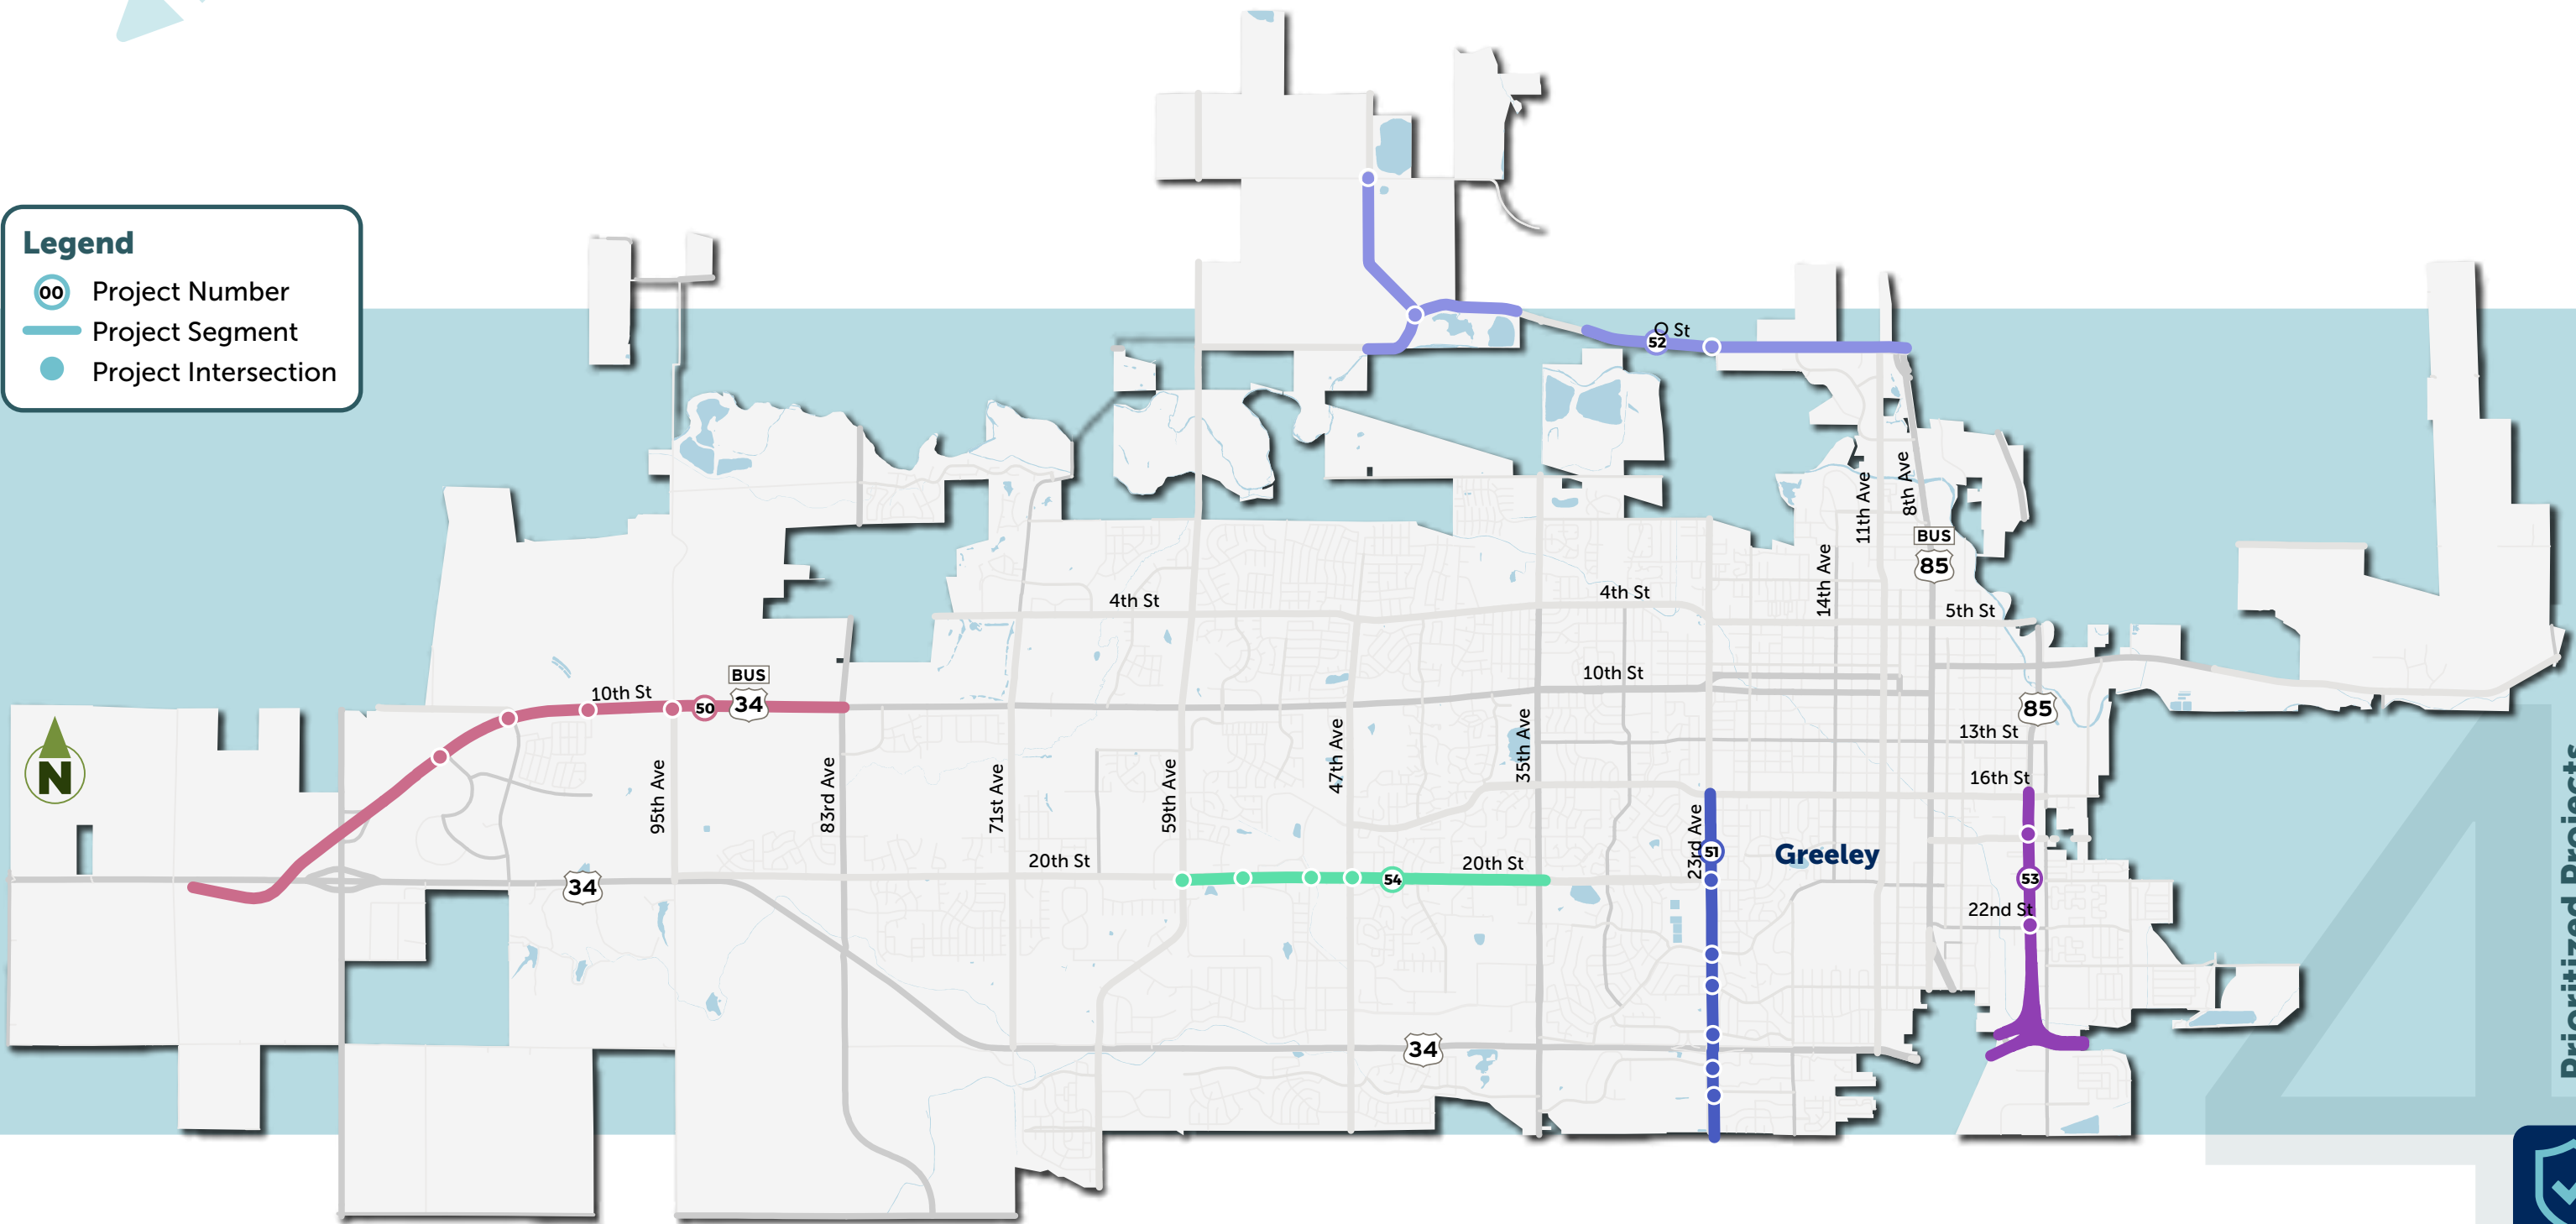 Legend
00 Project Number
Project Segment
Project Intersection
N
O St
52
11th Ave
8th Ave
BUS
85
14th Ave
4th St
4th St
5th St
10th St
BUS
34
50
10th St
85
13th St
95th Ave
83rd Ave
71st Ave
59th Ave
47th Ave
35th Ave
16th St
23rd Ave
51
Greeley
20th St
20th St
54
53
34
22nd St
34
4
Prioritized Projects